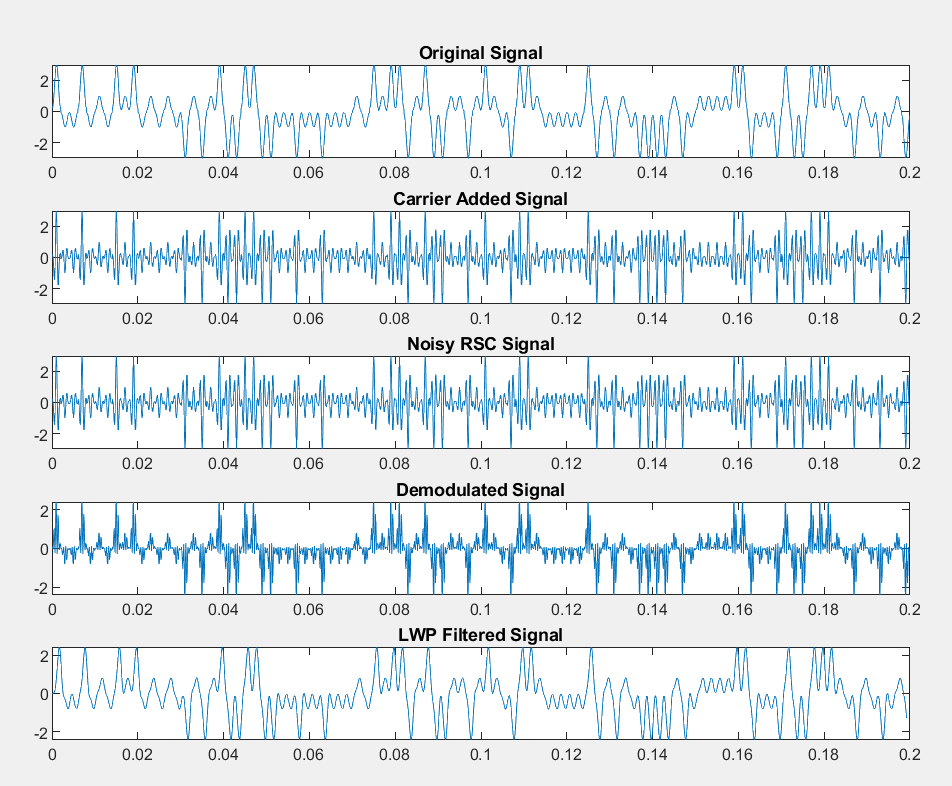 Original Signal
2
0
-2
0 0.02 0.04 0.06 0.08 0.1 0.12 0.14 0.16 0.18 0.2
Carrier Added Signal
2
0
-2
0 0.02 0.04 0.06 0.08 0.1 0.12 0.14 0.16 0.18 0.2
Noisy RSC Signal
2
0
-2
0 0.02 0.04 0.06 0.08 0.1 0.12 0.14 0.16 0.18 0.2
Demodulated Signal
2
0
-2
0 0.02 0.04 0.06 0.08 0.1 0.12 0.14 0.16 0.18 0.2
LWP Filtered Signal
2
0
-2
0 0.02 0.04 0.06 0.08 0.1 0.12 0.14 0.16 0.18 0.2